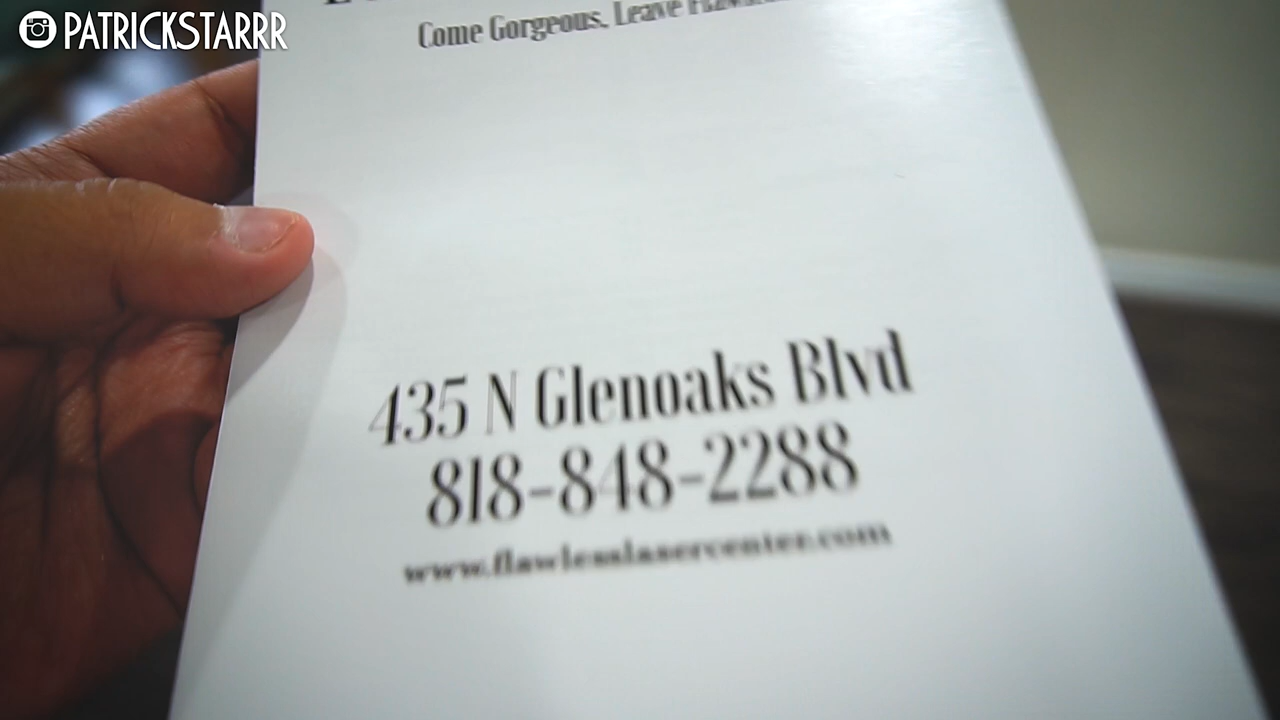 PATRICKSTARRR
Come Gorgeous, Leave
435 N Glenoaks Blvd
818-848-2288
www.flawlesslasercenter.com